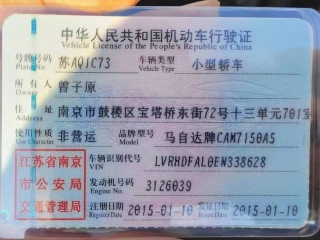 中华人民共和国机动车行驶证
Vehicle License of the People's Republic of China
号牌号码 苏AQ1C73 车辆类型 小型轿车
Plate No. Vehicle Type
所有人 曾子原
Owner
住址 南京市鼓楼区宝塔桥东街72号十三单元701室
Address
使用性质 非营运 品牌型号 马自达牌CAM7150A5
Use Character Model
江苏省南京
市公安局
交通管理局
车辆识别代号 LVRHDFAL0EN338628
VIN
发动机号码 3126039
Engine No.
注册日期 2015-01-10 发证日期 2015-01-10
Register Date Issue Date